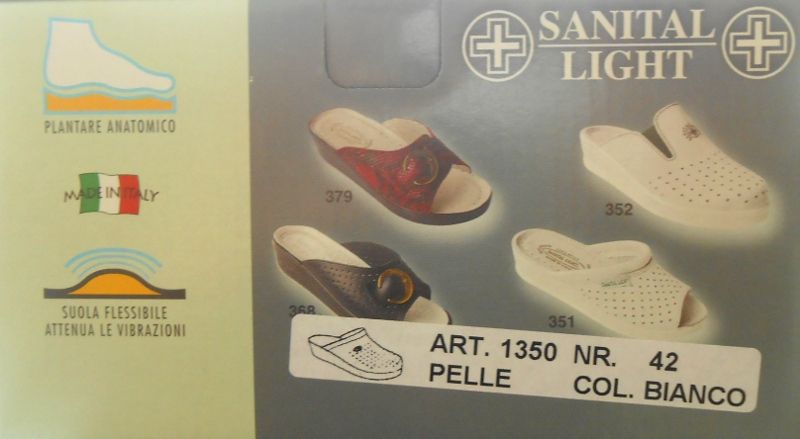 SANITAL
LIGHT
PLANTARE ANATOMICO
MADE IN ITALY
SUOLA FLESSIBILE
ATTENUA LE VIBRAZIONI
379
352
368
351
ART. 1350 NR. 42
PELLE COL. BIANCO